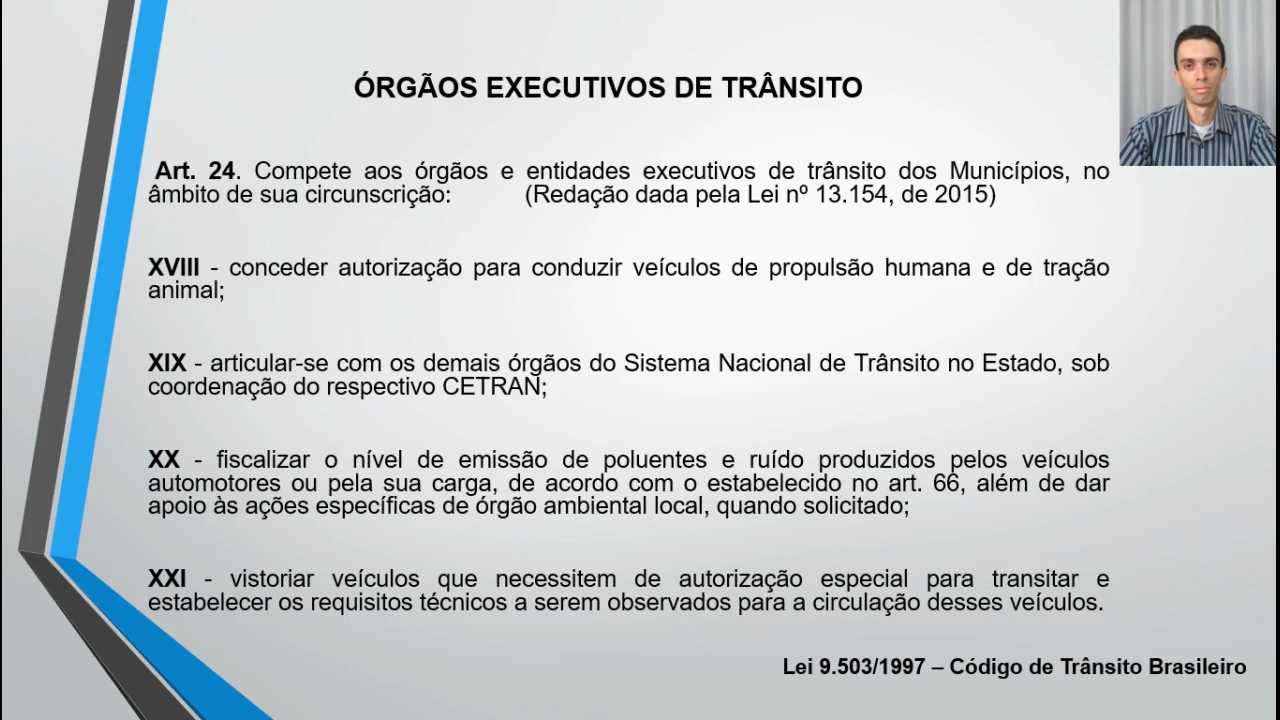 ÓRGÃOS EXECUTIVOS DE TRÂNSITO
Art. 24. Compete aos órgãos e entidades executivos de trânsito dos Municípios, no
âmbito de sua circunscrição: (Redação dada pela Lei nº 13.154, de 2015)
XVIII - conceder autorização para conduzir veículos de propulsão humana e de tração
animal;
XIX - articular-se com os demais órgãos do Sistema Nacional de Trânsito no Estado, sob
coordenação do respectivo CETRAN;
XX - fiscalizar o nível de emissão de poluentes e ruído produzidos pelos veículos
automotores ou pela sua carga, de acordo com o estabelecido no art. 66, além de dar
apoio às ações específicas de órgão ambiental local, quando solicitado;
XXI - vistoriar veículos que necessitem de autorização especial para transitar e
estabelecer os requisitos técnicos a serem observados para a circulação desses veículos.
Lei 9.503/1997 – Código de Trânsito Brasileiro